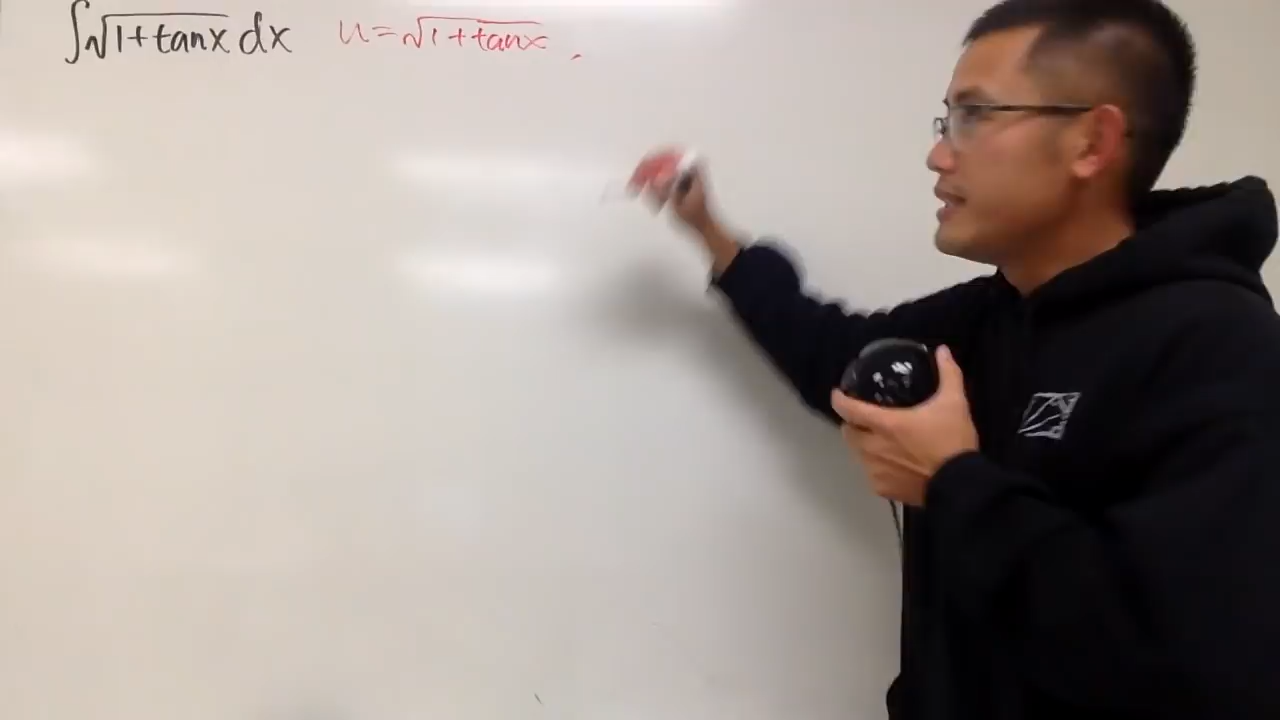 ∫√1+tanx dx u=√1+tanx ,